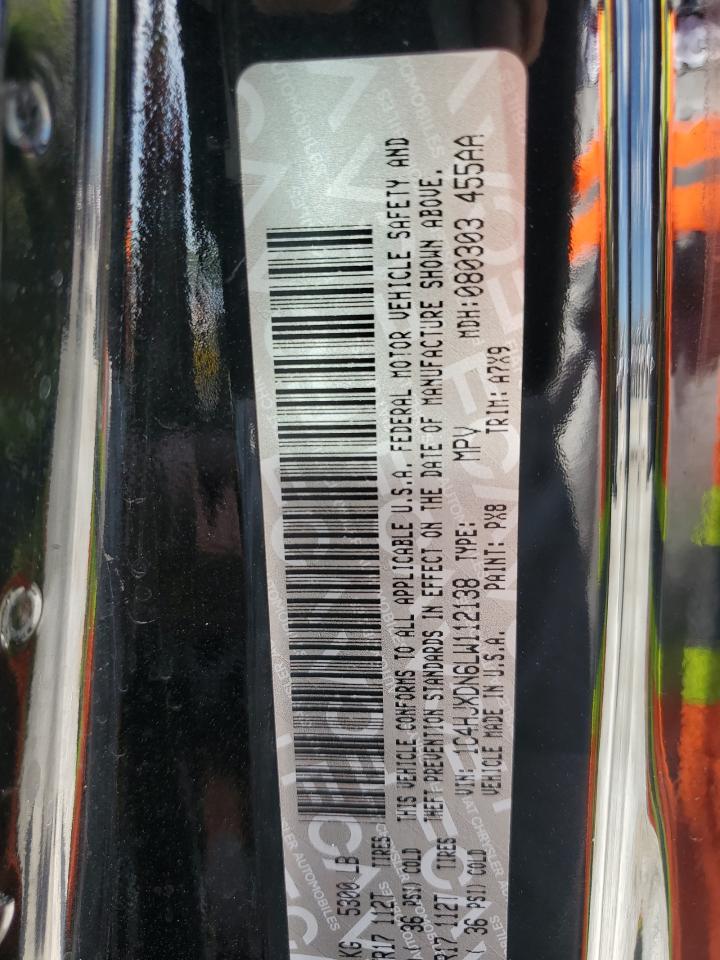 KG 5300 LB
R17 112T TIRES
36 PSI) COLD
R17 112T TIRES
36 PSI) COLD
THIS VEHICLE CONFORMS TO ALL APPLICABLE U.S.A. FEDERAL MOTOR VEHICLE SAFETY AND
THEFT PREVENTION STANDARDS IN EFFECT ON THE DATE OF MANUFACTURE SHOWN ABOVE.
VIN: 1C4HJXDN6LW112138 TYPE: MPV MDH:080303 455AA
VEHICLE MADE IN U.S.A. PAINT: PX8 TRIM: A7X9